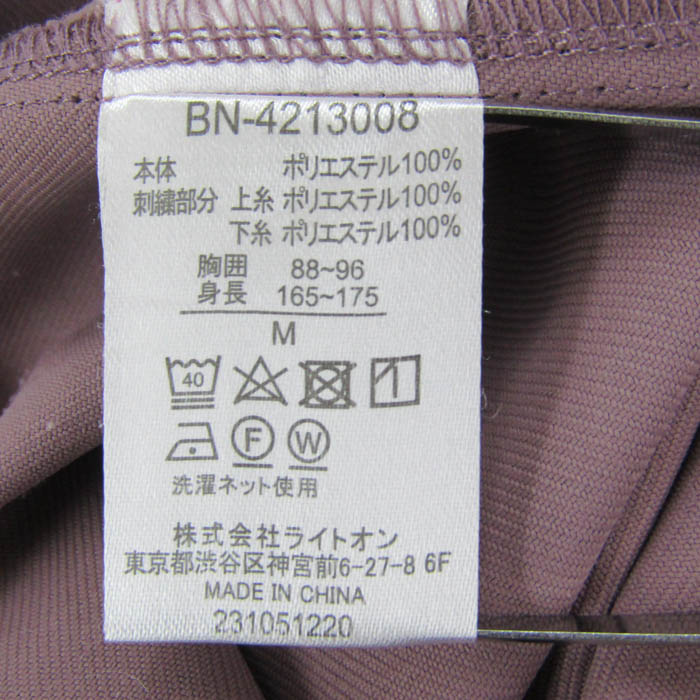 BN-4213008
本体 ポリエステル100%
刺繍部分 上糸 ポリエステル100%
下糸 ポリエステル100%
胸囲 88~96
身長 165~175
M
40
F W
洗濯ネット使用
株式会社ライトオン
東京都渋谷区神宮前6-27-8 6F
MADE IN CHINA
231051220